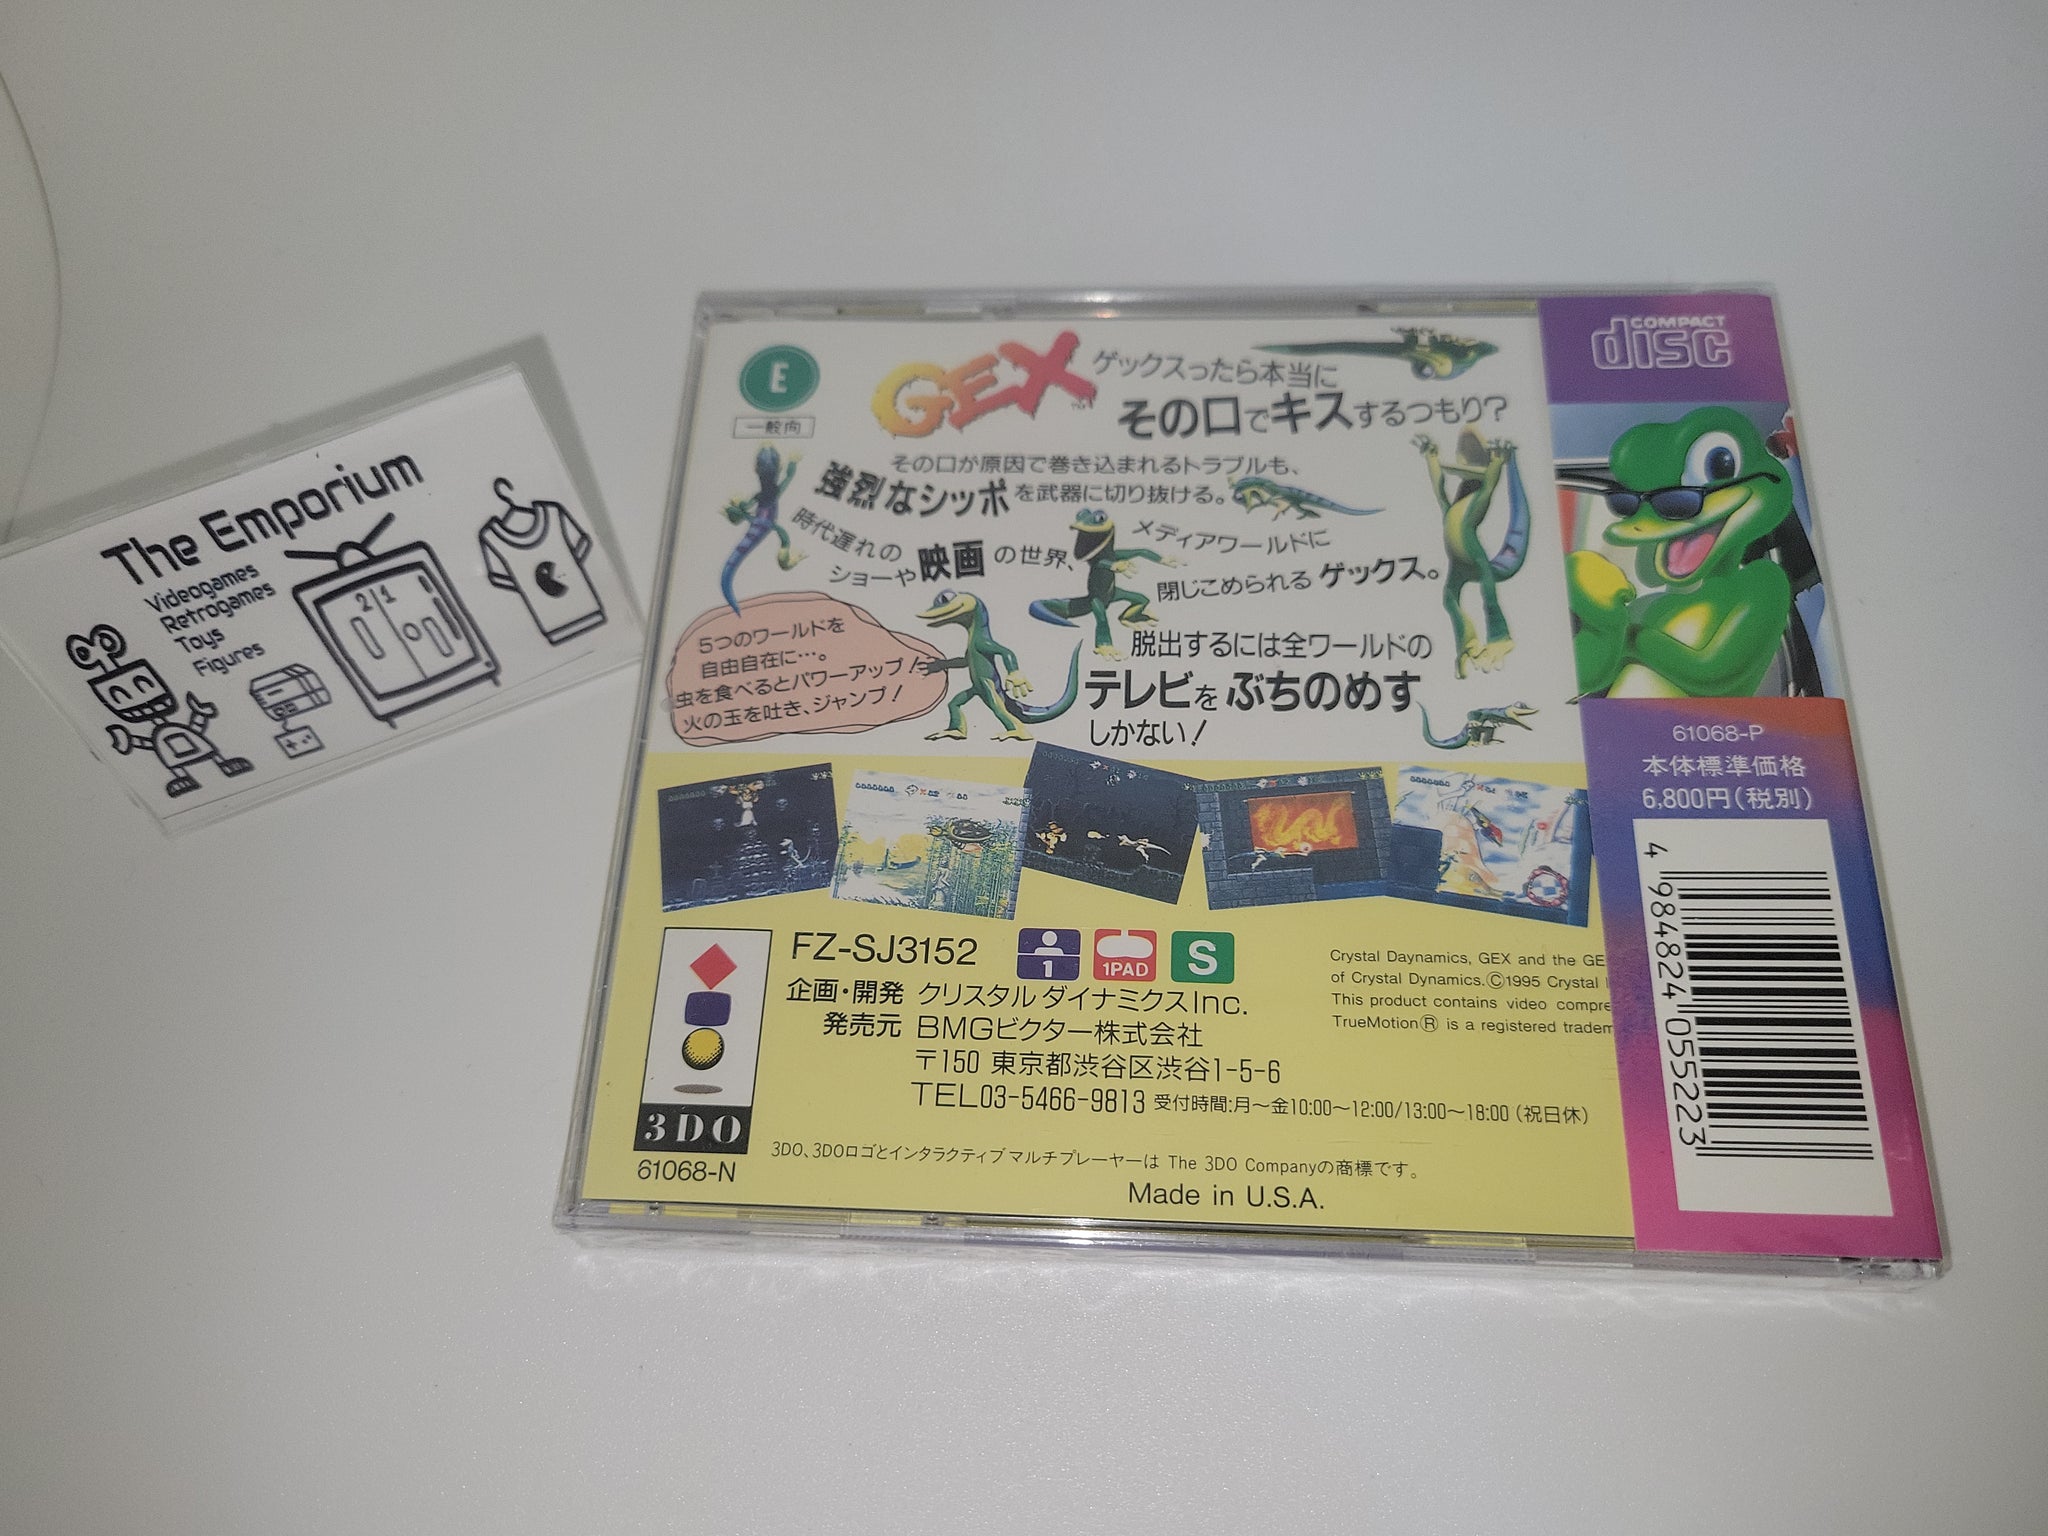 The Emporium
Videogames
Retrogames
Toys
Figures
21
E
一般向
GEX™
ゲックスったら本当に
その口でキスするつもり?
その口が原因で巻き込まれるトラブルも、
強烈なシッポを武器に切り抜ける。
時代遅れの
ショーや映画の世界、
メディアワールドに
閉じこめられるゲックス。
5つのワールドを
自由自在に…。
虫を食べるとパワーアップ!
火の玉を吐き、ジャンプ!
脱出するには全ワールドの
テレビをぶちのめす
しかない!
3DO
61068-N
FZ-SJ3152
1
1PAD
S
企画・開発 クリスタル ダイナミクスInc.
発売元 BMGビクター株式会社
〒150 東京都渋谷区渋谷1-5-6
TEL03-5466-9813 受付時間:月〜金10:00〜12:00/13:00〜18:00(祝日休)
3DO、3DOロゴとインタラクティブ マルチプレーヤーは The 3DO Companyの商標です。
Made in U.S.A.
Crystal Daynamics, GEX and the GE
of Crystal Dynamics.©1995 Crystal
This product contains video compre
TrueMotion® is a registered tradem
COMPACT
disc
61068-P
本体標準価格
6,800円(税別)
4 984824 055223